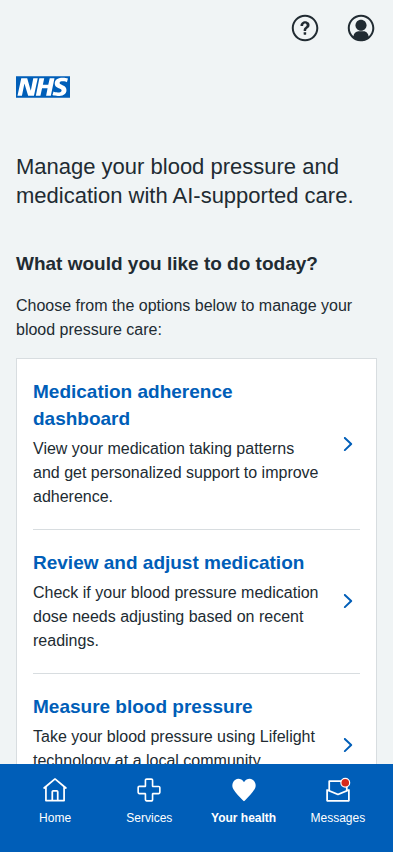 NHS
Manage your blood pressure and
medication with AI-supported care.
What would you like to do today?
Choose from the options below to manage your
blood pressure care:
Medication adherence
dashboard
View your medication taking patterns
and get personalized support to improve
adherence.
Review and adjust medication
Check if your blood pressure medication
dose needs adjusting based on recent
readings.
Measure blood pressure
Take your blood pressure using Lifelight
technology at a local community
Home
Services
Your health
Messages